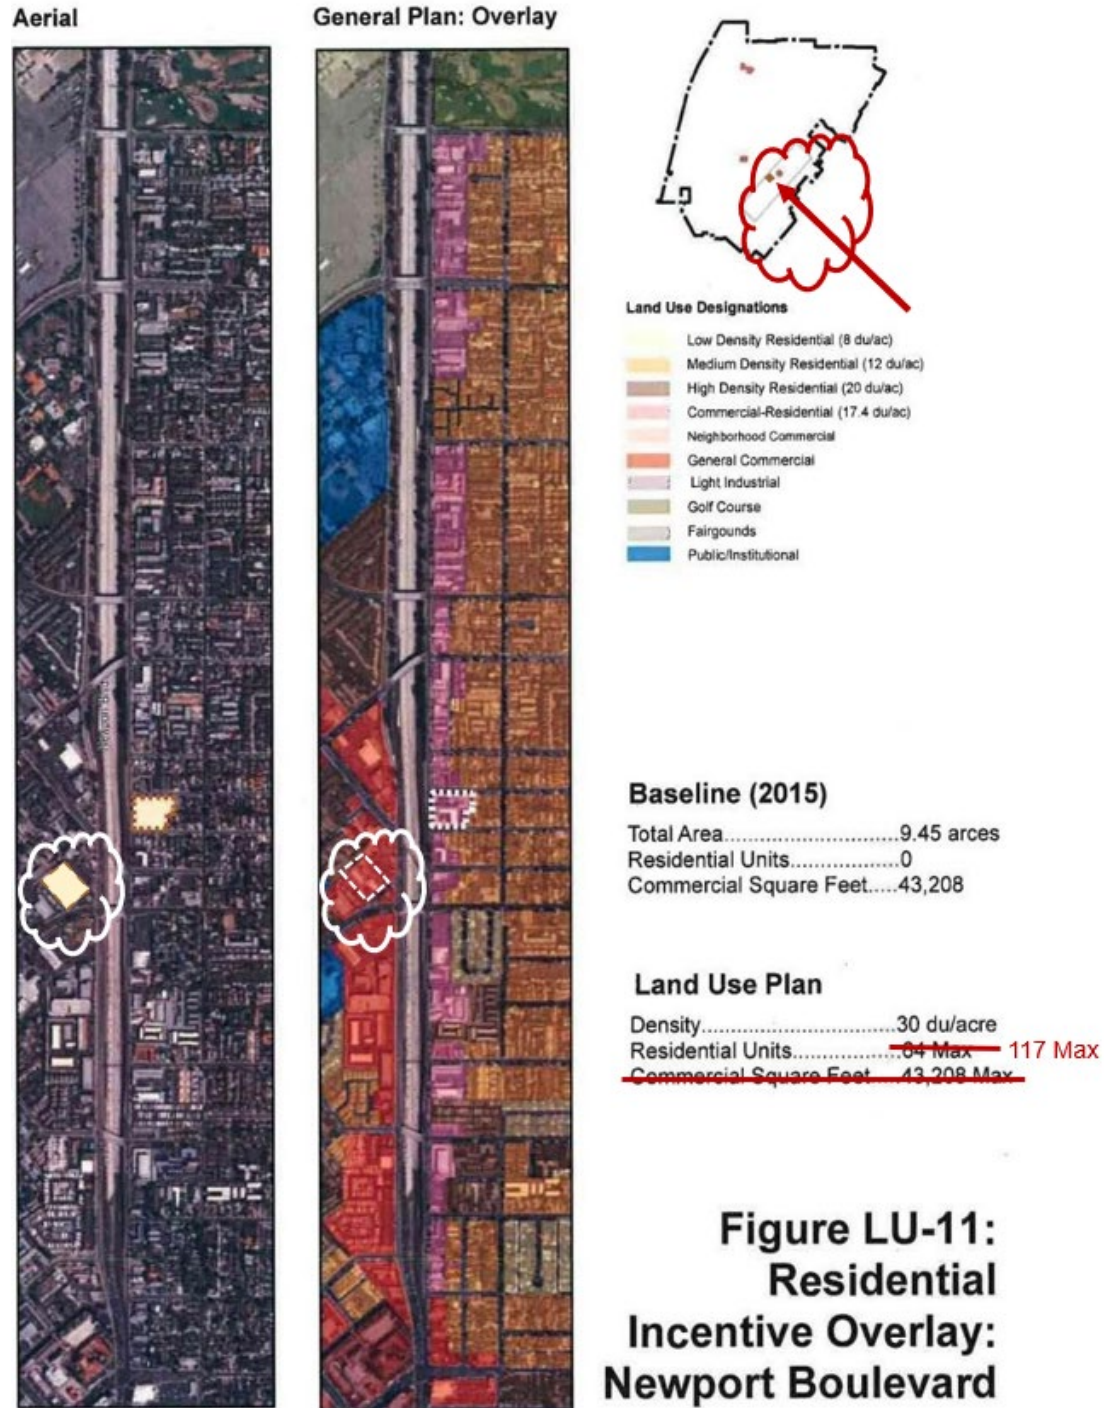 Aerial
General Plan: Overlay
Newport Blvd
Land Use Designations
Low Density Residential (8 du/ac)
Medium Density Residential (12 du/ac)
High Density Residential (20 du/ac)
Commercial-Residential (17.4 du/ac)
Neighborhood Commercial
General Commercial
Light Industrial
Golf Course
Fairgounds
Public/Institutional
Baseline (2015)
Total Area..............................9.45 arces
Residential Units..................0
Commercial Square Feet.....43,208
Land Use Plan
Density.................................30 du/acre
Residential Units..................64 Max 117 Max
Commercial Square Feet.....43,208 Max
Figure LU-11:
Residential
Incentive Overlay:
Newport Boulevard